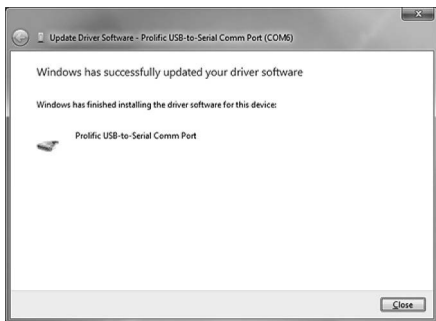 Update Driver Software - Prolific USB-to-Serial Comm Port (COM6)
Windows has successfully updated your driver software
Windows has finished installing the driver software for this device:
Prolific USB-to-Serial Comm Port
Close